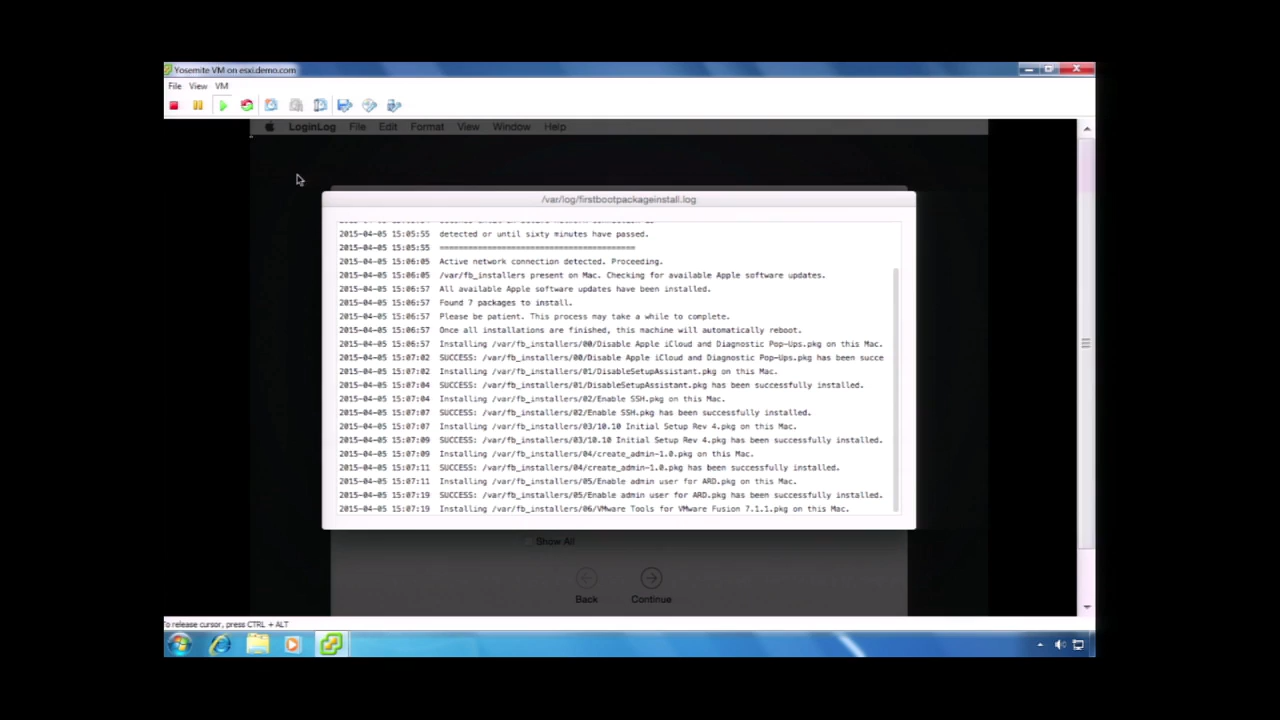 Yosemite VM on esxi.demo.com
File View VM
LoginLog File Edit Format View Window Help
/var/log/firstbootpackageinstall.log
2015-04-05 15:05:55 detected or until sixty minutes have passed.
2015-04-05 15:05:55 =========================================
2015-04-05 15:06:05 Active network connection detected. Proceeding.
2015-04-05 15:06:05 /var/fb_installers present on Mac. Checking for available Apple software updates.
2015-04-05 15:06:57 All available Apple software updates have been installed.
2015-04-05 15:06:57 Found 7 packages to install.
2015-04-05 15:06:57 Please be patient. This process may take a while to complete.
2015-04-05 15:06:57 Once all installations are finished, this machine will automatically reboot.
2015-04-05 15:06:57 Installing /var/fb_installers/00/Disable Apple iCloud and Diagnostic Pop-Ups.pkg on this Mac.
2015-04-05 15:07:02 SUCCESS: /var/fb_installers/00/Disable Apple iCloud and Diagnostic Pop-Ups.pkg has been succe
2015-04-05 15:07:02 Installing /var/fb_installers/01/DisableSetupAssistant.pkg on this Mac.
2015-04-05 15:07:04 SUCCESS: /var/fb_installers/01/DisableSetupAssistant.pkg has been successfully installed.
2015-04-05 15:07:04 Installing /var/fb_installers/02/Enable SSH.pkg on this Mac.
2015-04-05 15:07:07 SUCCESS: /var/fb_installers/02/Enable SSH.pkg has been successfully installed.
2015-04-05 15:07:07 Installing /var/fb_installers/03/10.10 Initial Setup Rev 4.pkg on this Mac.
2015-04-05 15:07:09 SUCCESS: /var/fb_installers/03/10.10 Initial Setup Rev 4.pkg has been successfully installed.
2015-04-05 15:07:09 Installing /var/fb_installers/04/create_admin-1.0.pkg on this Mac.
2015-04-05 15:07:11 SUCCESS: /var/fb_installers/04/create_admin-1.0.pkg has been successfully installed.
2015-04-05 15:07:11 Installing /var/fb_installers/05/Enable admin user for ARD.pkg on this Mac.
2015-04-05 15:07:19 SUCCESS: /var/fb_installers/05/Enable admin user for ARD.pkg has been successfully installed.
2015-04-05 15:07:19 Installing /var/fb_installers/06/VMware Tools for VMware Fusion 7.1.1.pkg on this Mac.
Show All
Back Continue
To release cursor, press CTRL + ALT